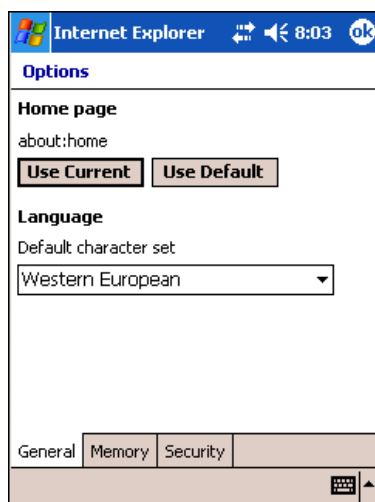 Internet Explorer 8:03 ok
Options
Home page
about:home
Use Current Use Default
Language
Default character set
Western European
General Memory Security